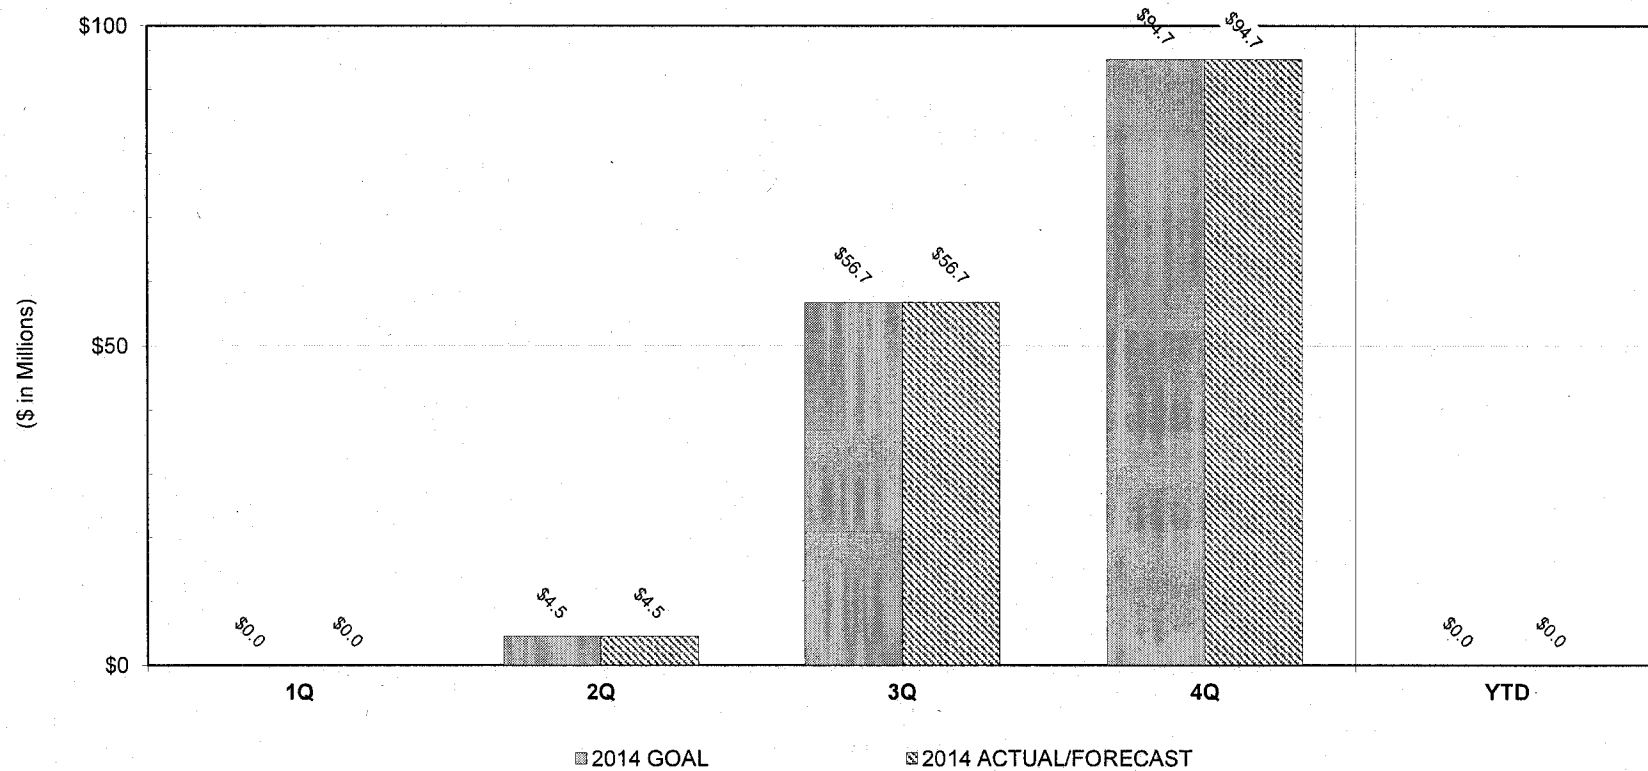 $100
$94.7 $94.7
$56.7 $56.7
$50
($ in Millions)
$4.5 $4.5
$0.0 $0.0 $0.0 $0.0
$0
1Q 2Q 3Q 4Q YTD
2014 GOAL 2014 ACTUAL/FORECAST